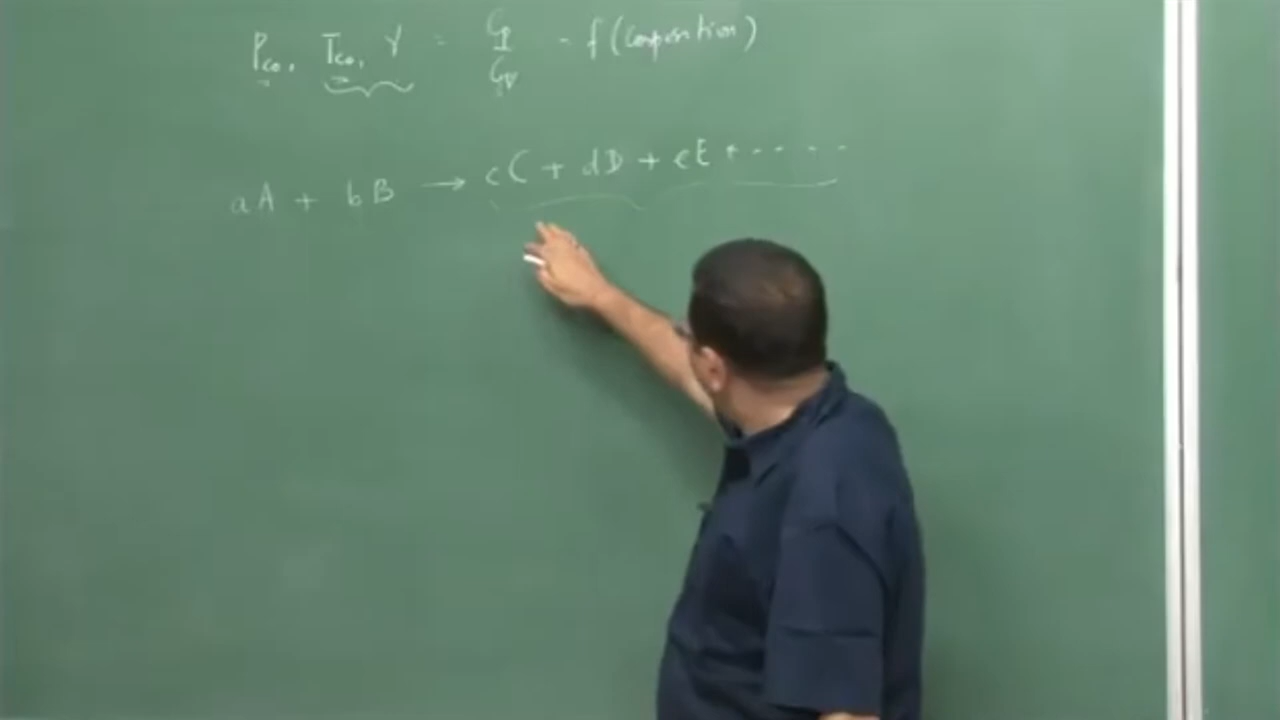 Pco, Tco, γ = CP/CV = f(composition)
aA + bB → cC + dD + eE + .....